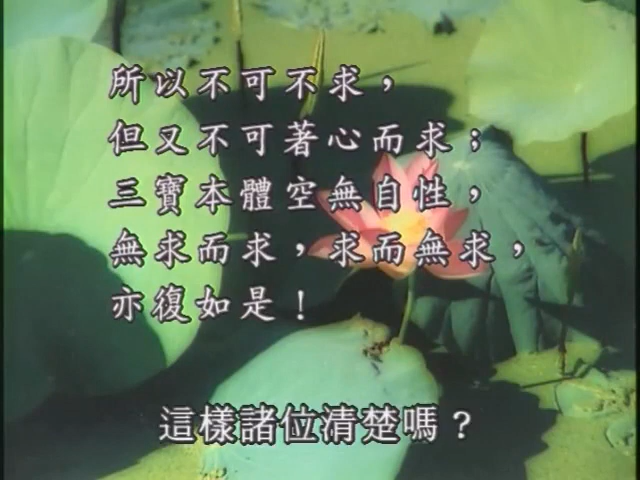 所以不可不求，
但又不可著心而求；
三寶本體空無自性，
無求而求，求而無求，
亦復如是！
這樣諸位清楚嗎？